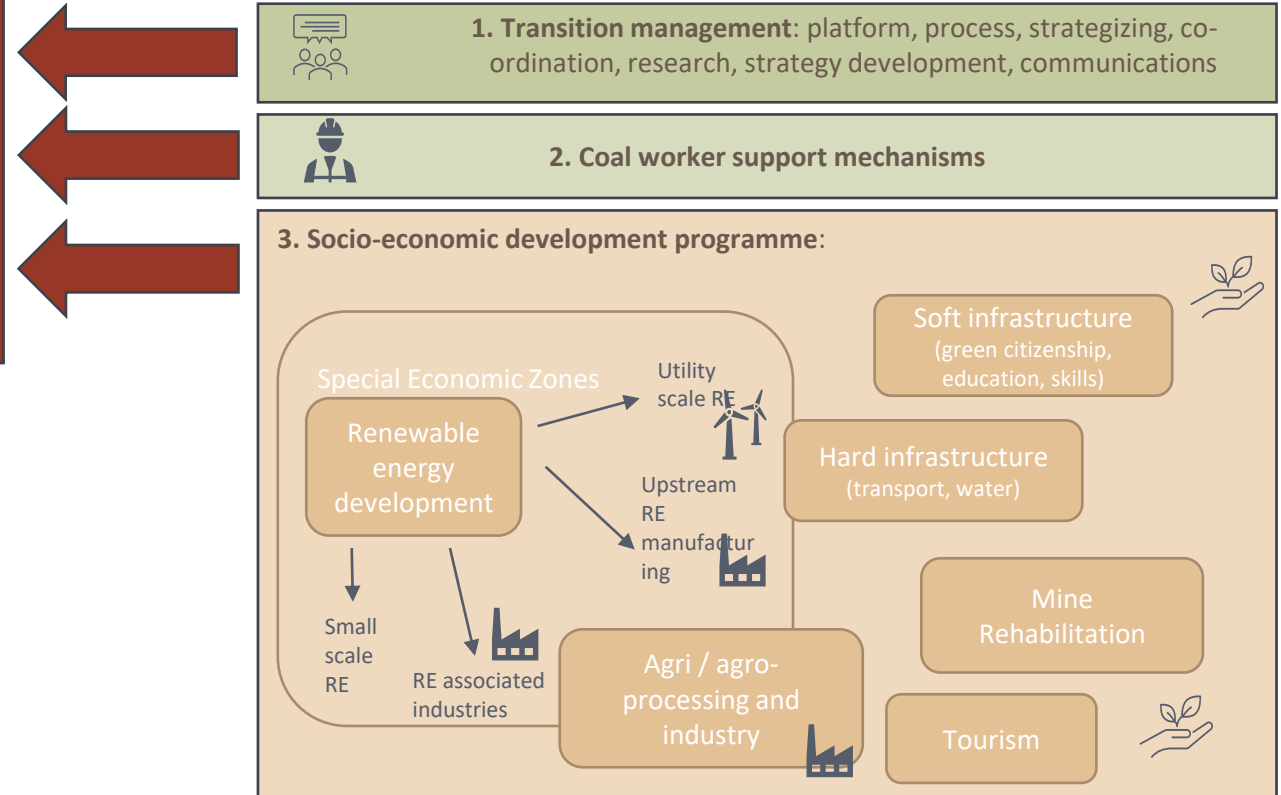 1. Transition management: platform, process, strategizing, co-
ordination, research, strategy development, communications
2. Coal worker support mechanisms
3. Socio-economic development programme:
Soft infrastructure
(green citizenship,
education, skills)
Special Economic Zones
Utility
scale RE
Renewable
energy
development
Hard infrastructure
(transport, water)
Upstream
RE
manufactur
ing
Mine
Rehabilitation
Small
scale
RE
RE associated
industries
Agri / agro-
processing and
industry
Tourism